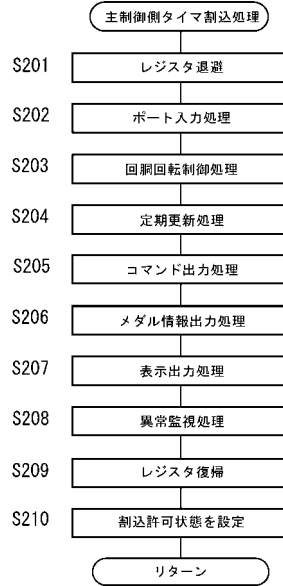 主制御側タイマ割込処理
S201 レジスタ退避
S202 ポート入力処理
S203 回胴回転制御処理
S204 定期更新処理
S205 コマンド出力処理
S206 メダル情報出力処理
S207 表示出力処理
S208 異常監視処理
S209 レジスタ復帰
S210 割込許可状態を設定
リターン